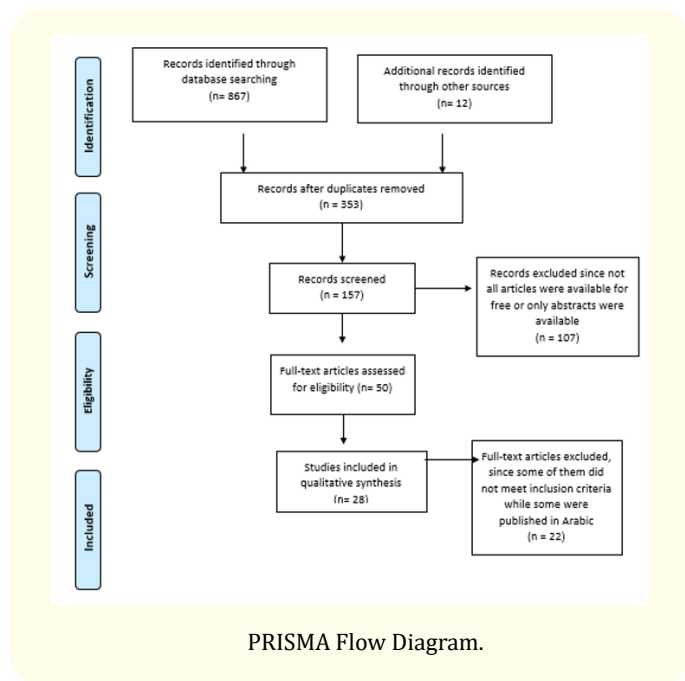 Identification
Records identified through
database searching
(n= 867)
Additional records identified
through other sources
(n= 12)
Records after duplicates removed
(n = 353)
Screening
Records screened
(n = 157)
Records excluded since not
all articles were available for
free or only abstracts were
available
(n = 107)
Eligibility
Full-text articles assessed
for eligibility (n= 50)
Included
Studies included in
qualitative synthesis
(n= 28)
Full-text articles excluded,
since some of them did
not meet inclusion criteria
while some were
published in Arabic
(n = 22)
PRISMA Flow Diagram.